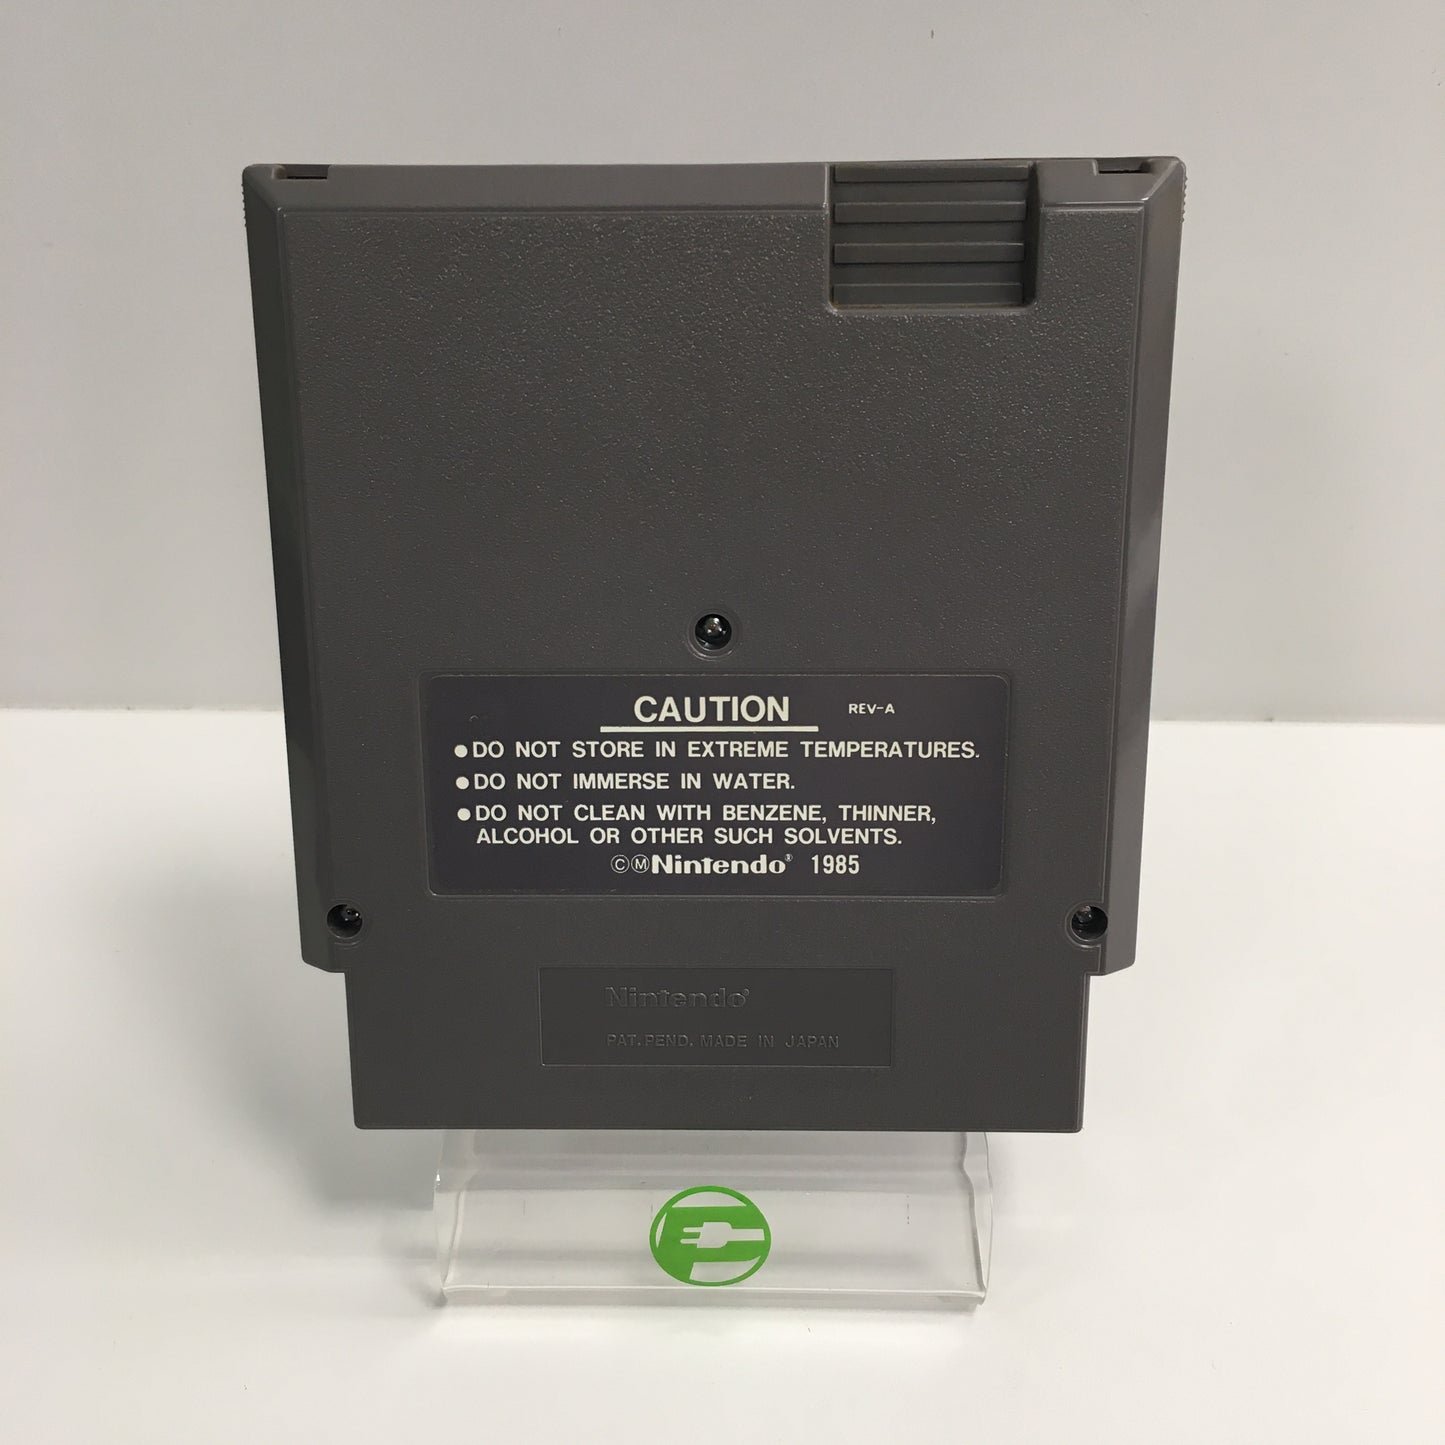 CAUTION REV-A
●DO NOT STORE IN EXTREME TEMPERATURES.
●DO NOT IMMERSE IN WATER.
●DO NOT CLEAN WITH BENZENE, THINNER,
ALCOHOL OR OTHER SUCH SOLVENTS.
©ⓂNintendo® 1985
Nintendo®
PAT. PEND. MADE IN JAPAN